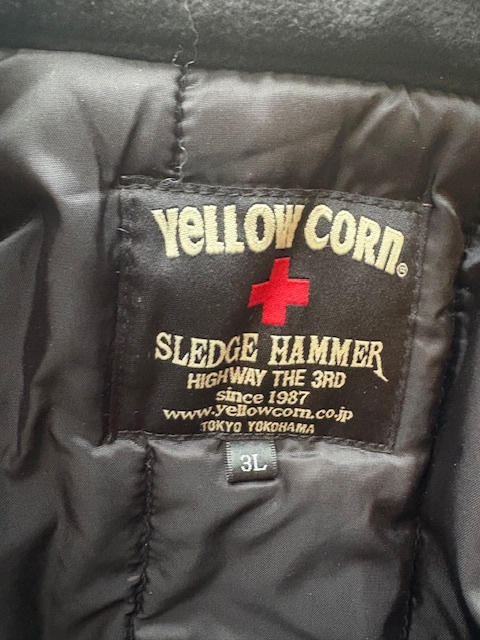 YELLOW CORN®
SLEDGE HAMMER
HIGHWAY THE 3RD
since 1987
www.yellowcorn.co.jp
TOKYO YOKOHAMA
3L